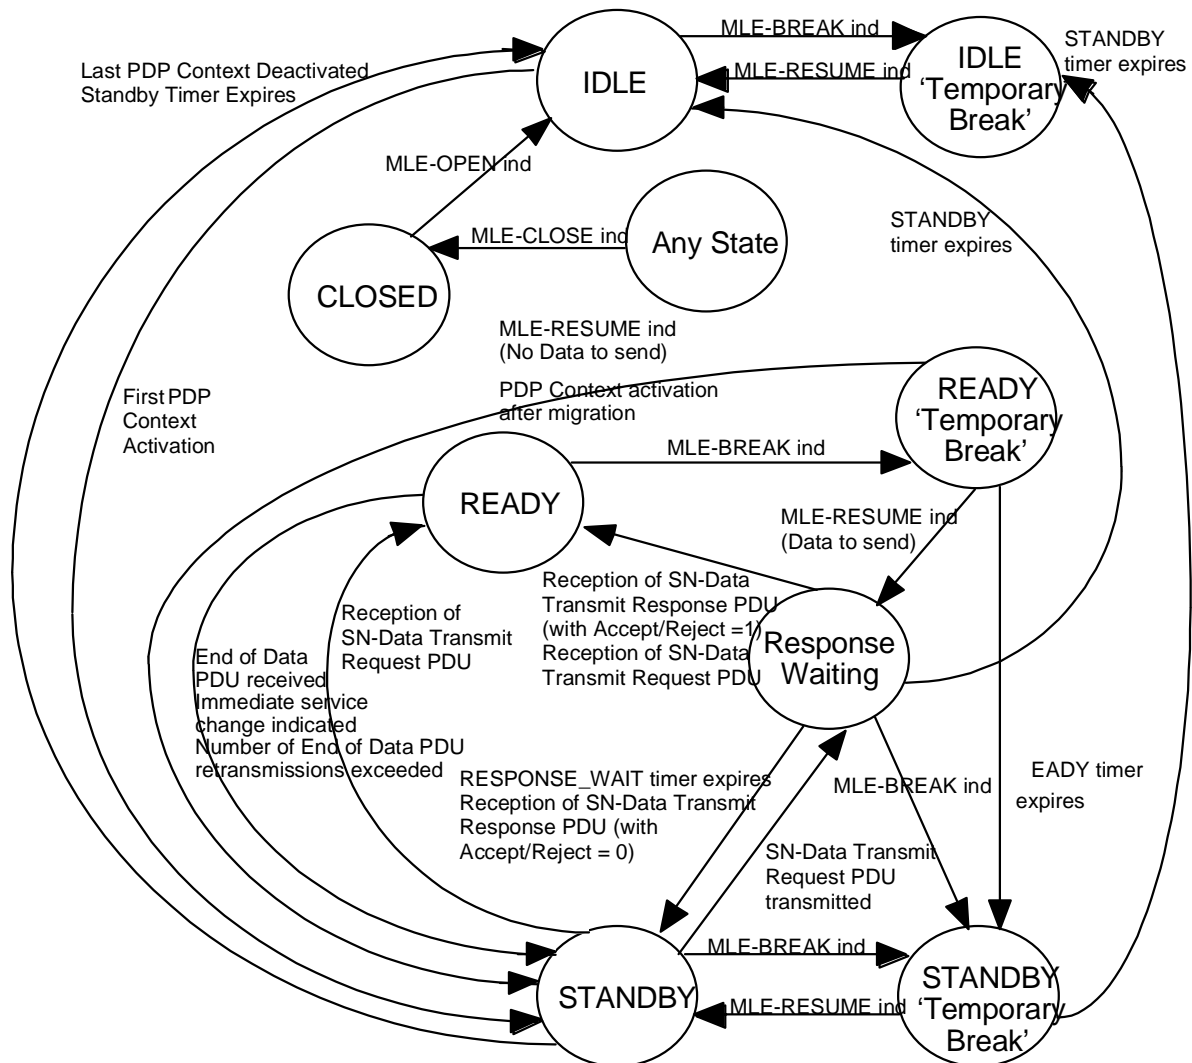 MLE-BREAK ind
STANDBY
timer expires
IDLE
IDLE
'Temporary
Break'
MLE-RESUME ind
Last PDP Context Deactivated
Standby Timer Expires
MLE-OPEN ind
STANDBY
timer expires
MLE-CLOSE ind
Any State
CLOSED
MLE-RESUME ind
(No Data to send)
PDP Context activation
after migration
First PDP
Context
Activation
READY
'Temporary
Break'
MLE-BREAK ind
READY
MLE-RESUME ind
(Data to send)
Reception of SN-Data
Transmit Response PDU
(with Accept/Reject =1)
Reception of SN-Data
Transmit Request PDU
Reception of
SN-Data Transmit
Request PDU
Response
Waiting
End of Data
PDU received
Immediate service
change indicated
Number of End of Data PDU
retransmissions exceeded
RESPONSE_WAIT timer expires
Reception of SN-Data Transmit
Response PDU (with
Accept/Reject = 0)
MLE-BREAK ind
EADY timer
expires
SN-Data Transmit
Request PDU
transmitted
MLE-BREAK ind
STANDBY
MLE-RESUME ind
STANDBY
'Temporary
Break'